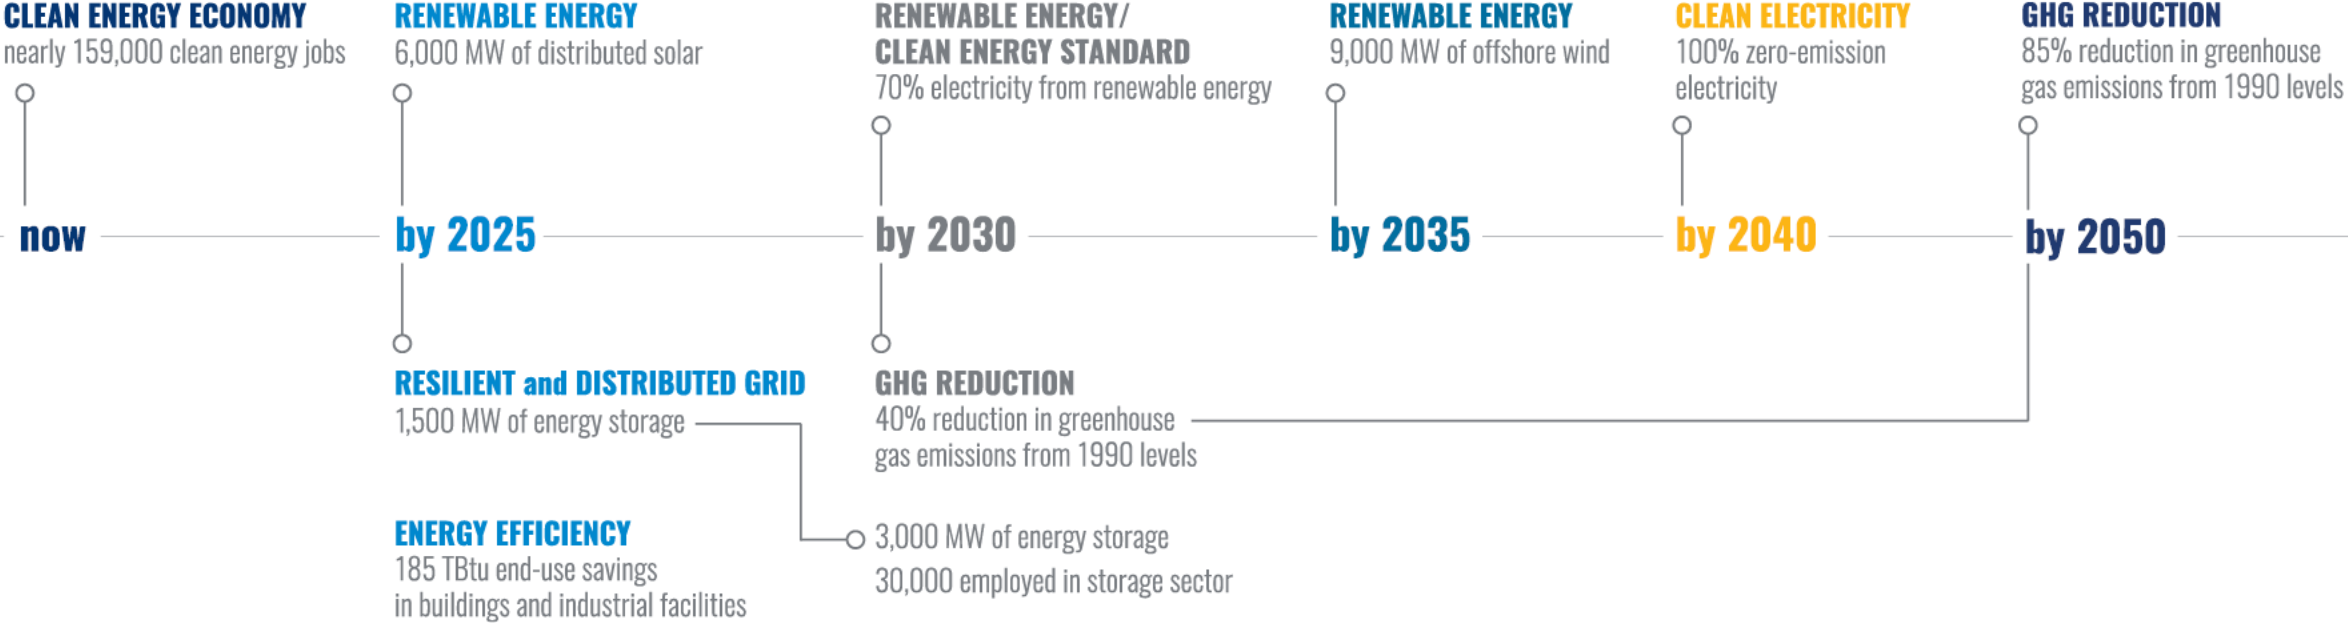 CLEAN ENERGY ECONOMY
nearly 159,000 clean energy jobs
RENEWABLE ENERGY
6,000 MW of distributed solar
RENEWABLE ENERGY/
CLEAN ENERGY STANDARD
70% electricity from renewable energy
RENEWABLE ENERGY
9,000 MW of offshore wind
CLEAN ELECTRICITY
100% zero-emission
electricity
GHG REDUCTION
85% reduction in greenhouse
gas emissions from 1990 levels
now
by 2025
by 2030
by 2035
by 2040
by 2050
RESILIENT and DISTRIBUTED GRID
1,500 MW of energy storage
ENERGY EFFICIENCY
185 TBtu end-use savings
in buildings and industrial facilities
GHG REDUCTION
40% reduction in greenhouse
gas emissions from 1990 levels
3,000 MW of energy storage
30,000 employed in storage sector